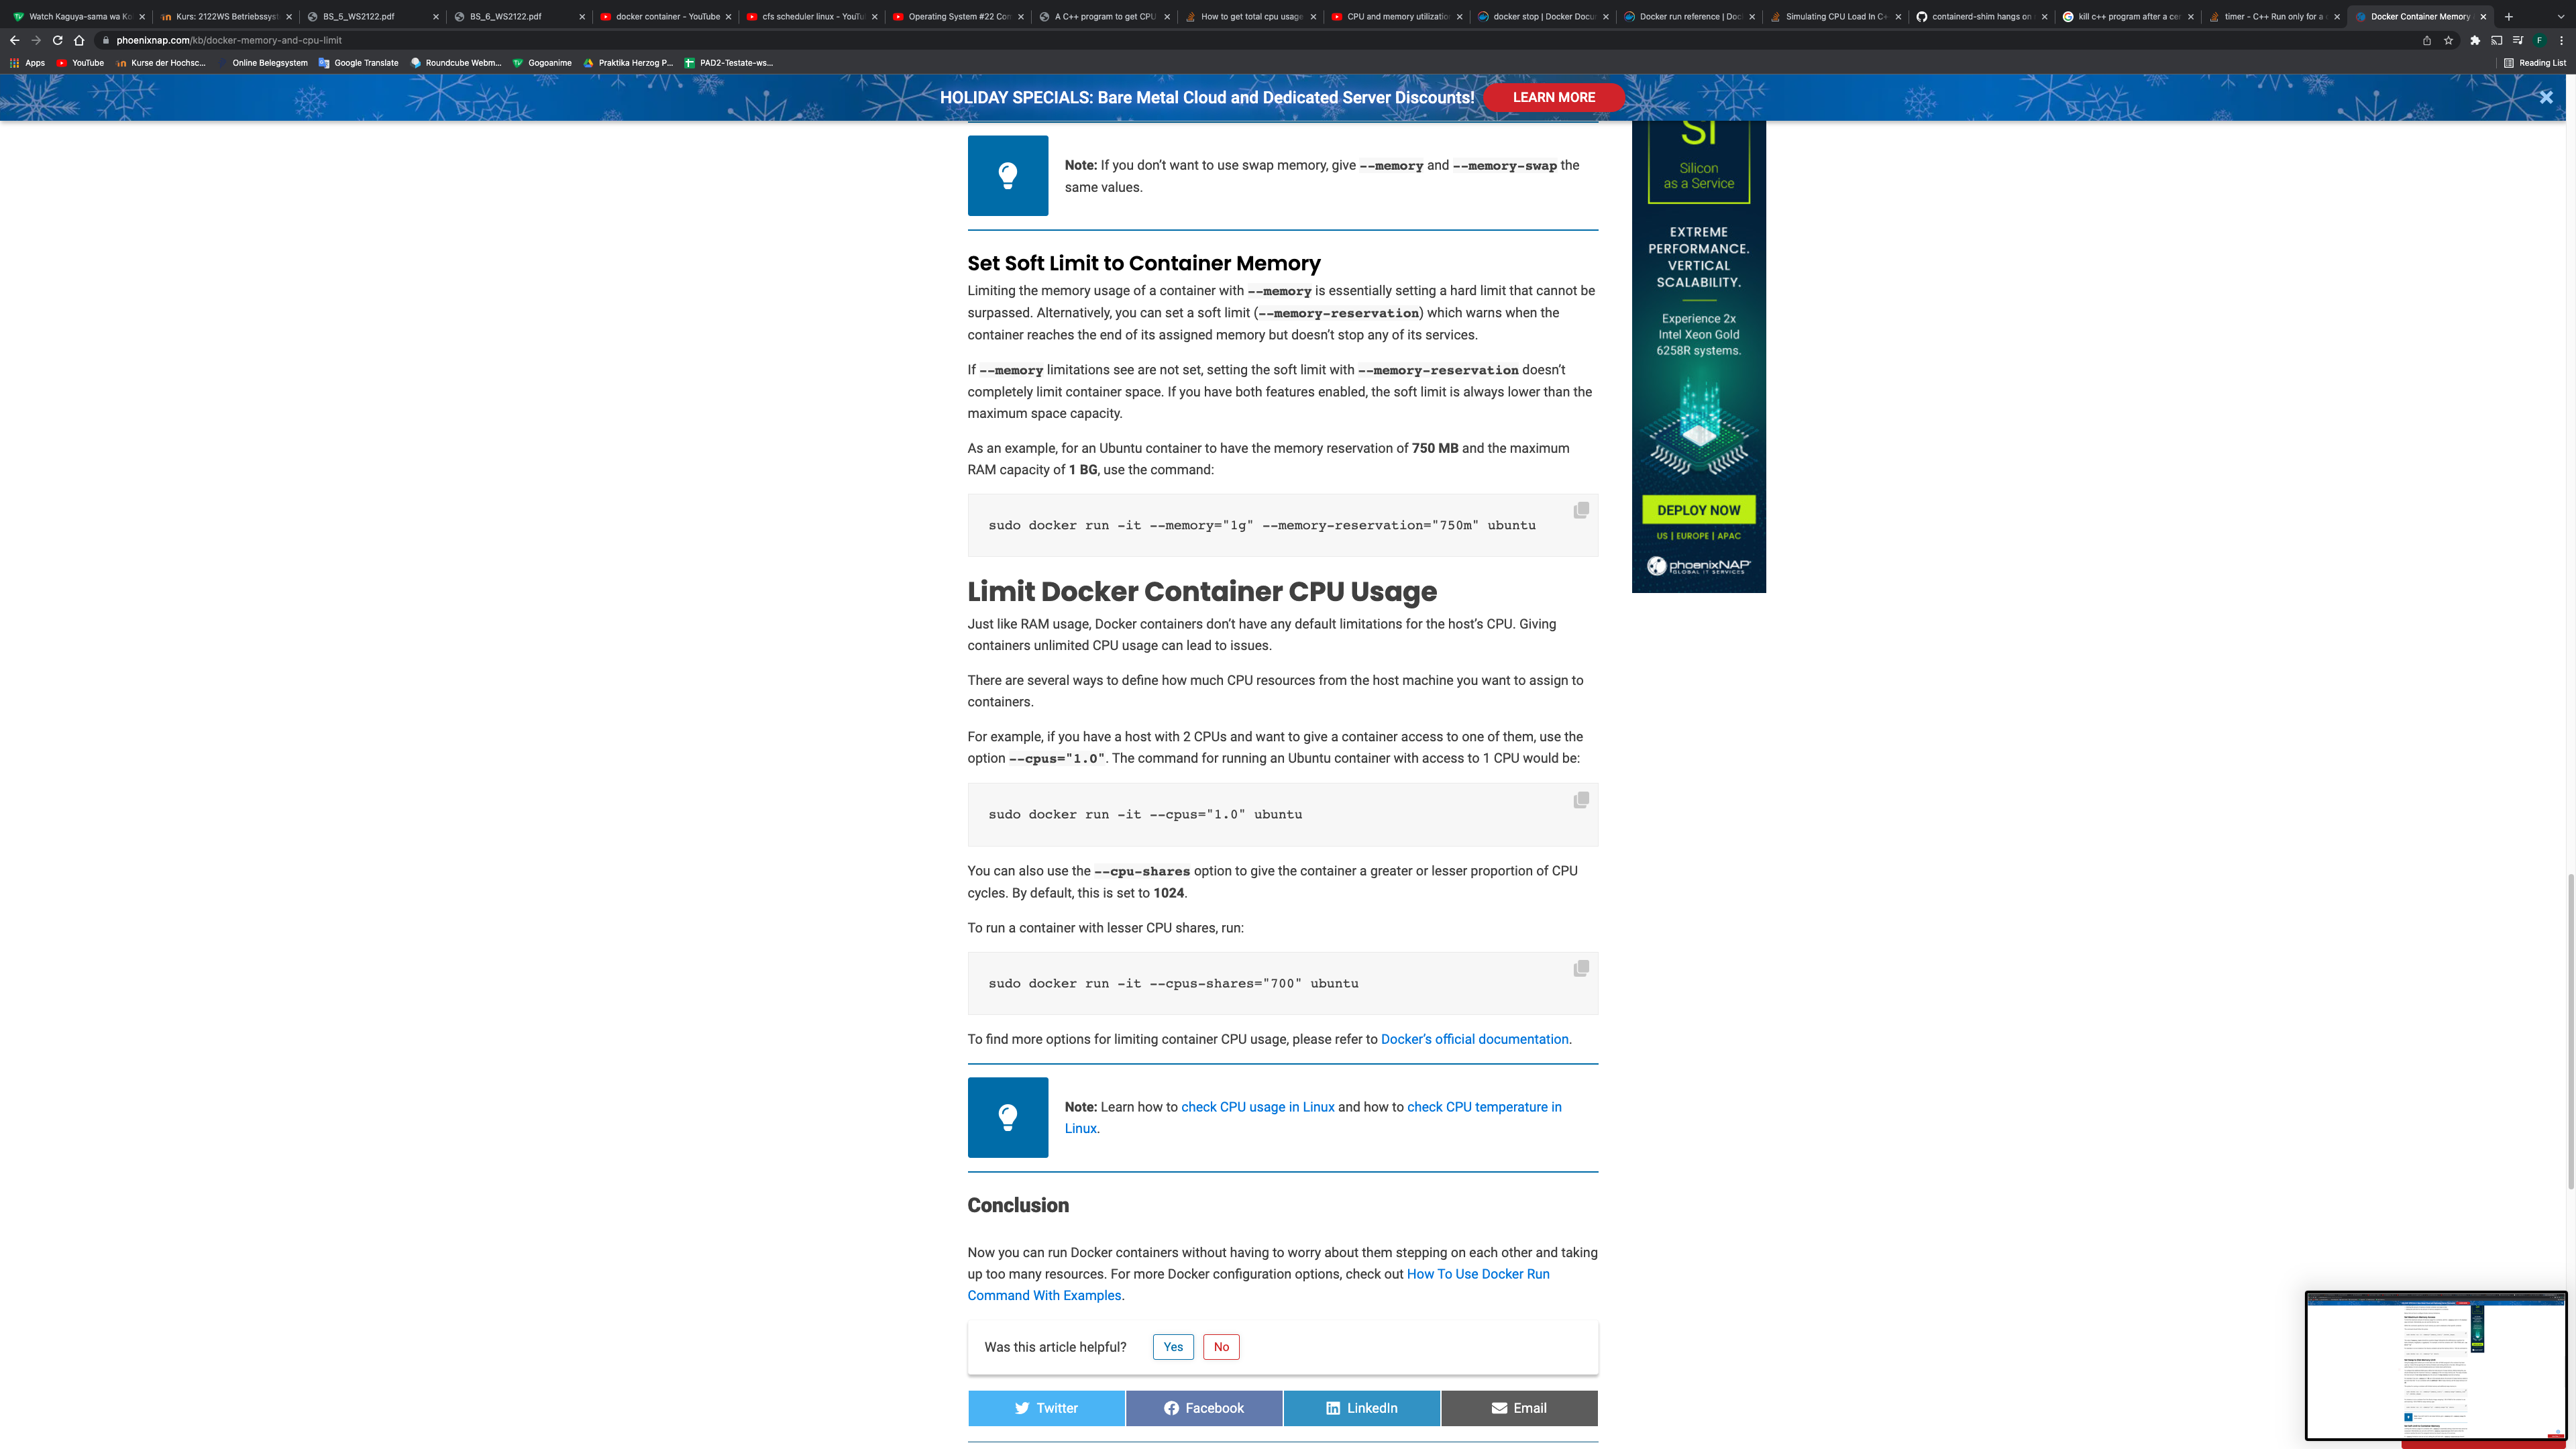 Watch Kaguya-sama wa Ko
Kurs: 2122WS Betriebssyst
BS_5_WS2122.pdf
BS_6_WS2122.pdf
docker container - YouTube
cfs scheduler linux - YouTu
Operating System #22 Con
A C++ program to get CPU
How to get total cpu usage
CPU and memory utilizatio
docker stop | Docker Docu
Docker run reference | Doc
Simulating CPU Load In C+
containerd-shim hangs on
kill c++ program after a cer
timer - C++ Run only for a
Docker Container Memory
phoenixnap.com/kb/docker-memory-and-cpu-limit
F
Apps
YouTube
Kurse der Hochsc...
Online Belegsystem
Google Translate
Roundcube Webm...
Gogoanime
Praktika Herzog P...
PAD2-Testate-ws...
Reading List
HOLIDAY SPECIALS: Bare Metal Cloud and Dedicated Server Discounts!
LEARN MORE
Note: If you don’t want to use swap memory, give --memory and --memory-swap the
same values.
Set Soft Limit to Container Memory
Limiting the memory usage of a container with --memory is essentially setting a hard limit that cannot be
surpassed. Alternatively, you can set a soft limit (--memory-reservation) which warns when the
container reaches the end of its assigned memory but doesn’t stop any of its services.
If --memory limitations see are not set, setting the soft limit with --memory-reservation doesn’t
completely limit container space. If you have both features enabled, the soft limit is always lower than the
maximum space capacity.
As an example, for an Ubuntu container to have the memory reservation of 750 MB and the maximum
RAM capacity of 1 BG, use the command:
sudo docker run -it --memory="1g" --memory-reservation="750m" ubuntu
Limit Docker Container CPU Usage
Just like RAM usage, Docker containers don’t have any default limitations for the host’s CPU. Giving
containers unlimited CPU usage can lead to issues.
There are several ways to define how much CPU resources from the host machine you want to assign to
containers.
For example, if you have a host with 2 CPUs and want to give a container access to one of them, use the
option --cpus="1.0". The command for running an Ubuntu container with access to 1 CPU would be:
sudo docker run -it --cpus="1.0" ubuntu
You can also use the --cpu-shares option to give the container a greater or lesser proportion of CPU
cycles. By default, this is set to 1024.
To run a container with lesser CPU shares, run:
sudo docker run -it --cpus-shares="700" ubuntu
To find more options for limiting container CPU usage, please refer to Docker’s official documentation.
Note: Learn how to check CPU usage in Linux and how to check CPU temperature in
Linux.
Conclusion
Now you can run Docker containers without having to worry about them stepping on each other and taking
up too many resources. For more Docker configuration options, check out How To Use Docker Run
Command With Examples.
Was this article helpful?
Yes
No
Twitter
Facebook
LinkedIn
Email
SI
Silicon
as a Service
EXTREME
PERFORMANCE.
VERTICAL
SCALABILITY.
Experience 2x
Intel Xeon Gold
6258R systems.
DEPLOY NOW
US | EUROPE | APAC
phoenixNAP
GLOBAL IT SERVICES